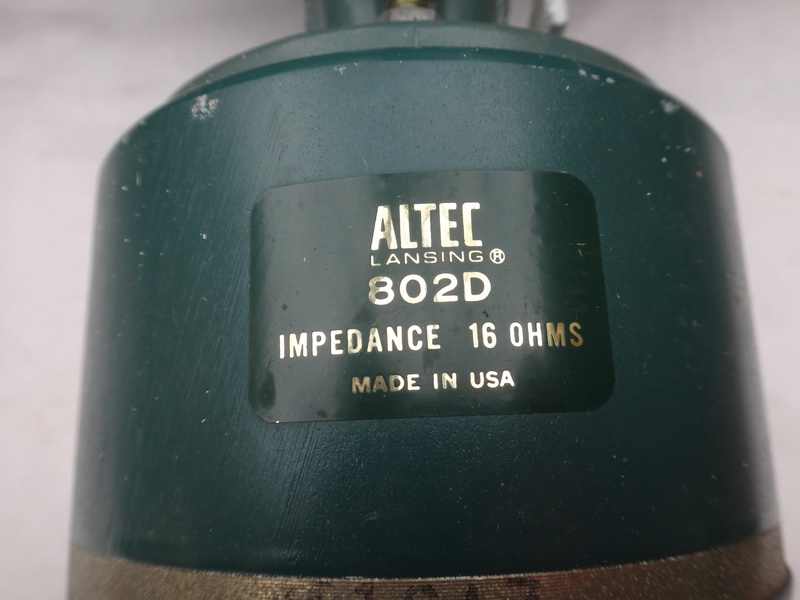 ALTEC
LANSING®
802D
IMPEDANCE 16 OHMS
MADE IN USA